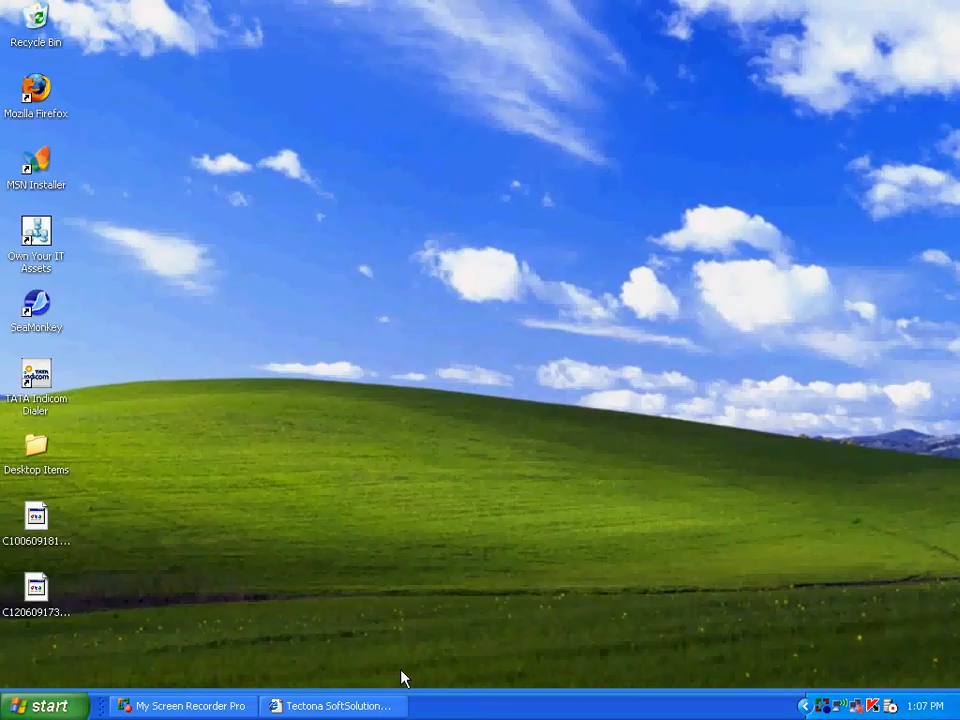 Recycle Bin
Mozilla Firefox
MSN Installer
Own Your IT
Assets
SeaMonkey
TATA Indicom
Dialer
Desktop Items
C100609181...
C120609173...
start
My Screen Recorder Pro
Tectona SoftSolution...
1:07 PM